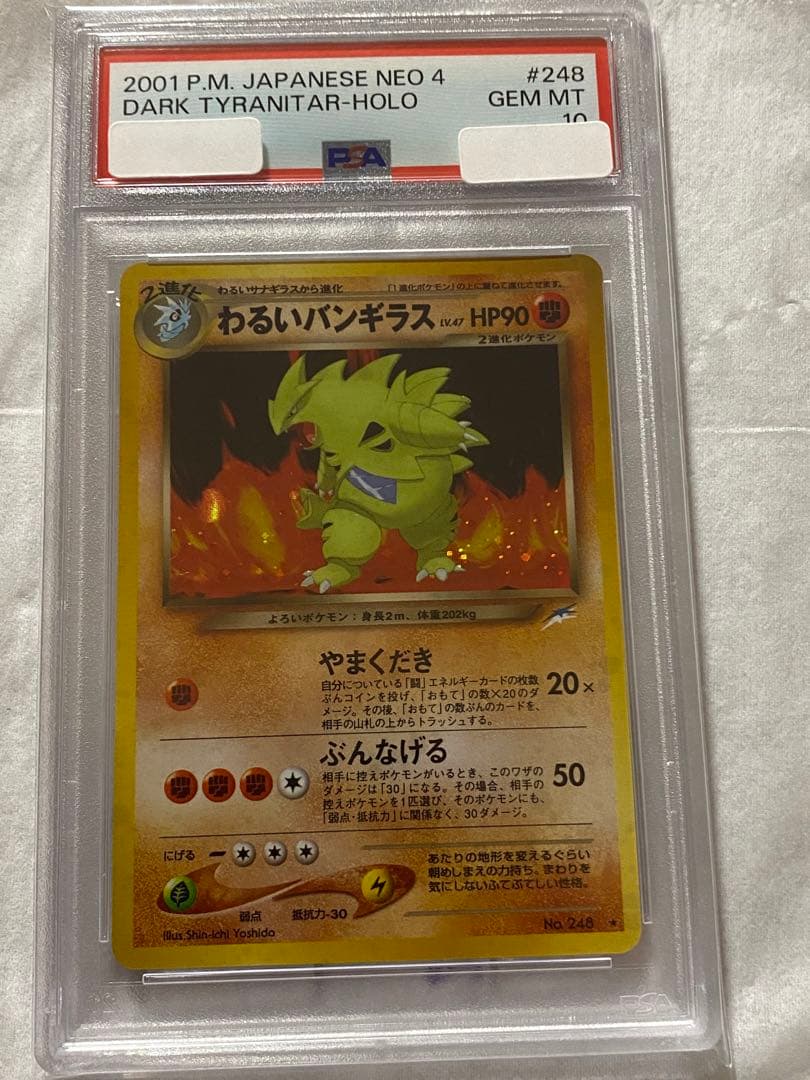 2001 P.M. JAPANESE NEO 4 #248
DARK TYRANITAR-HOLO GEM MT
10
PSA
2進化
わるいサナギラスから進化 「1進化ポケモン」の上に重ねて進化させます。
わるいバンギラス LV.47 HP90
2進化ポケモン
よろいポケモン：身長2m、体重202kg
やまくだき
自分についている「闘」エネルギーカードの枚数
ぶんコインを投げ、「おもて」の数×20のダ
メージ。その後、「おもて」の数ぶんのカードを、
相手の山札の上からトラッシュする。
20×
ぶんなげる
相手に控えポケモンがいるとき、このワザの
ダメージは「30」になる。その場合、相手の
控えポケモンを1匹選び、そのポケモンにも、
「弱点・抵抗力」に関係なく、30ダメージ。
50
にげる
弱点 抵抗力-30
あたりの地形を変えるぐらい
朝めしまえの力持ち。まわりを
気にしないふてぶてしい性格。
Illus.Shin-ichi Yoshida
No. 248 ★
PSA